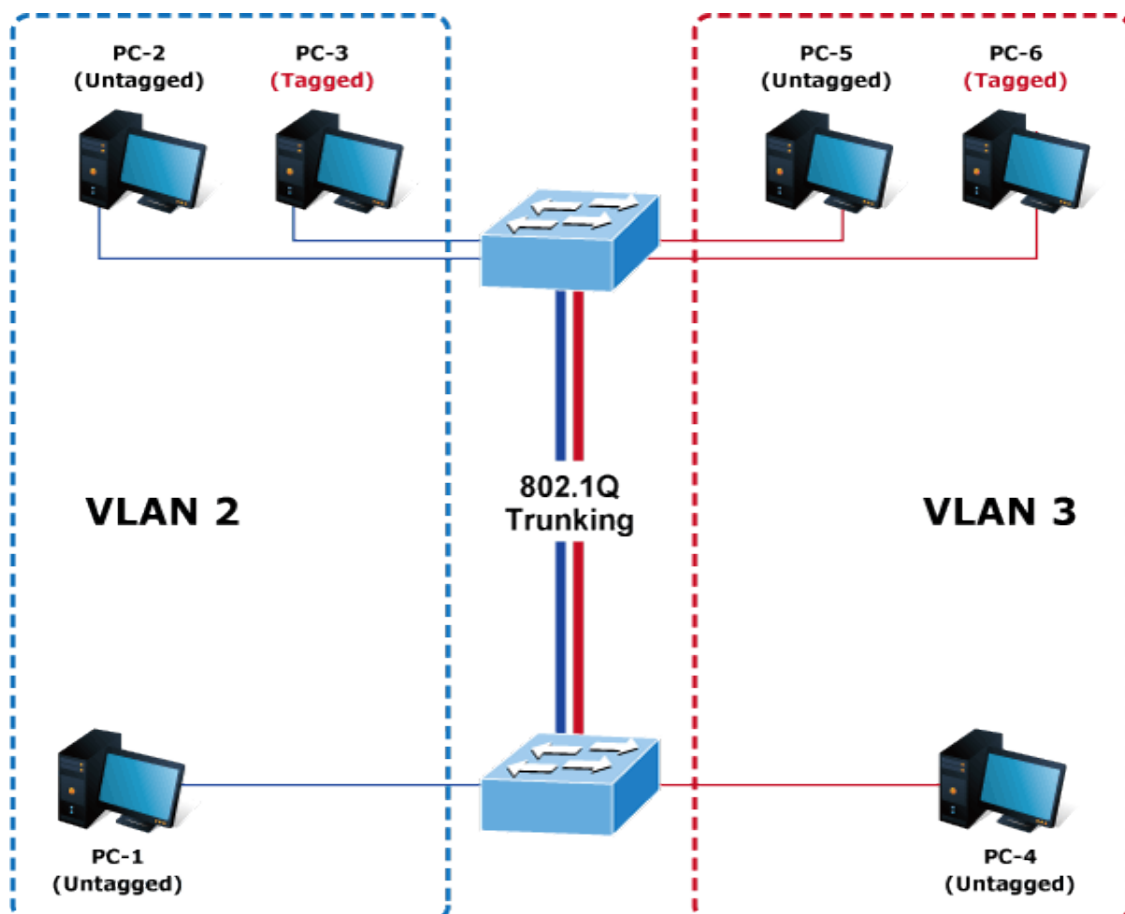 PC-2
(Untagged)
PC-3
(Tagged)
PC-5
(Untagged)
PC-6
(Tagged)
802.1Q
Trunking
VLAN 2
VLAN 3
PC-1
(Untagged)
PC-4
(Untagged)